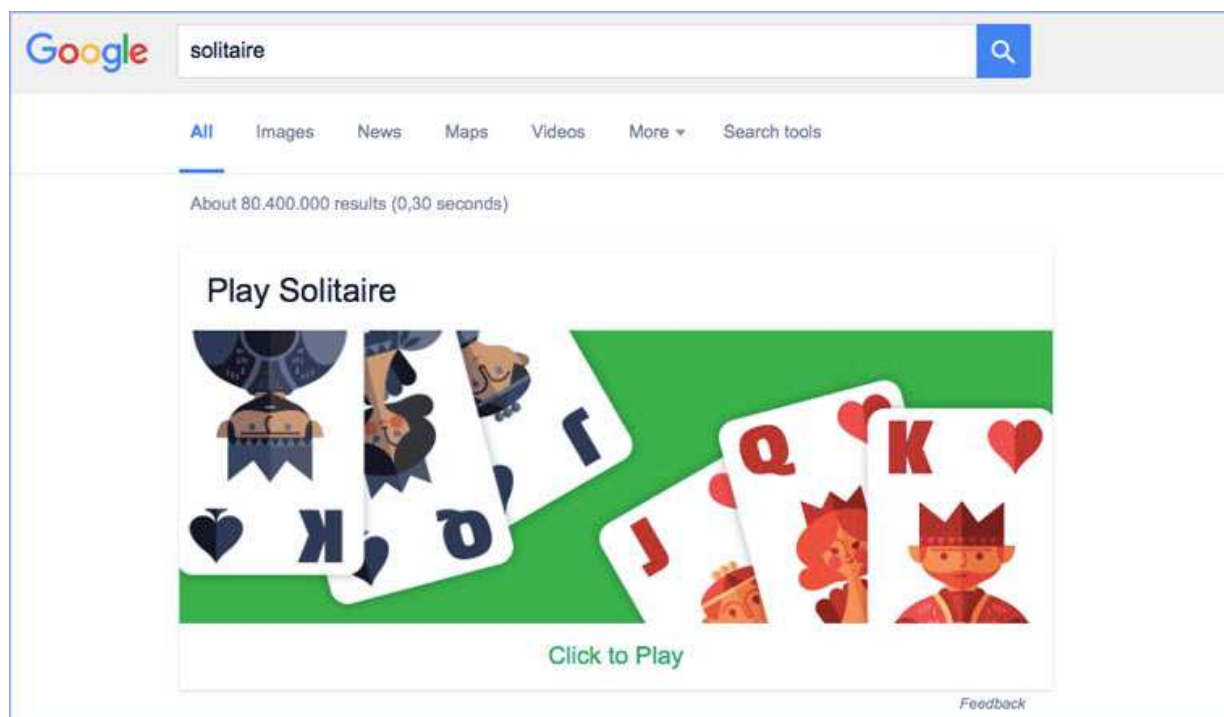 Google solitaire
All Images News Maps Videos More Search tools
About 80.400.000 results (0,30 seconds)
Play Solitaire
K Q J J Q K
Click to Play
Feedback